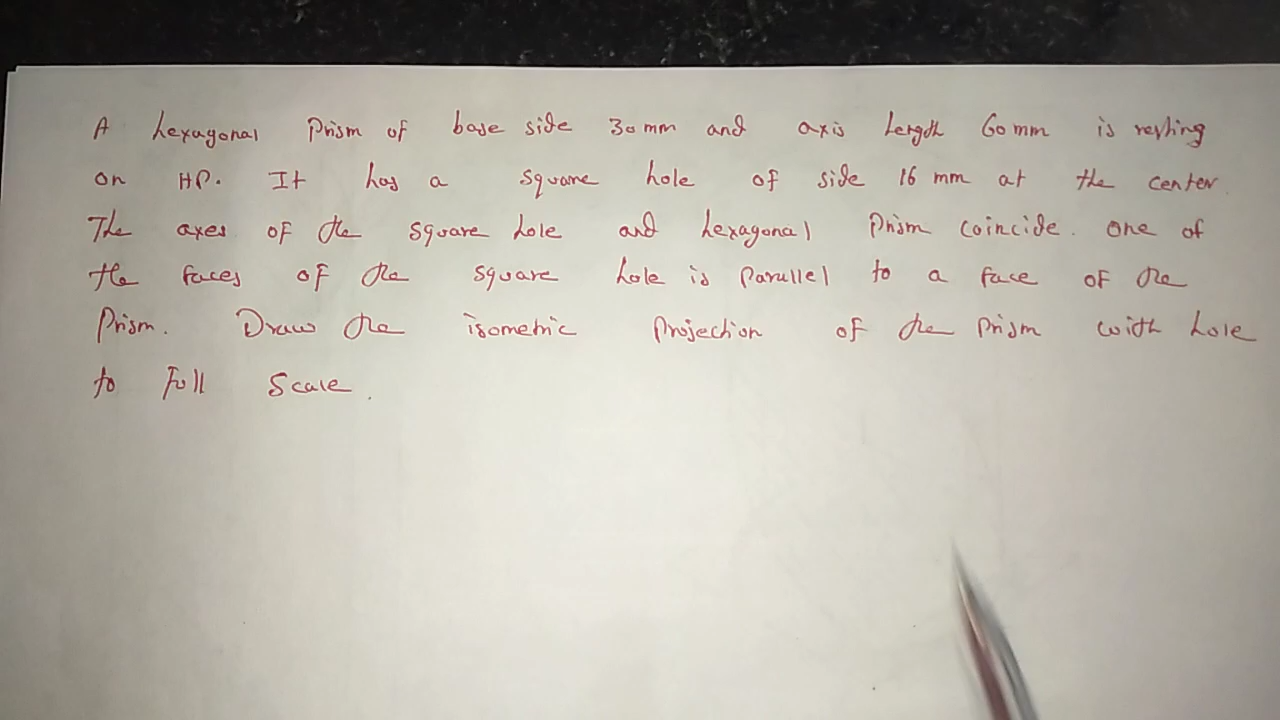 A hexagonal Prism of base side 30 mm and axis Length 60 mm is resting
on HP. It has a square hole of side 16 mm at the center.
The axes of the square hole and hexagonal Prism coincide. One of
the faces of the square hole is parallel to a face of the
Prism. Draw the isometric Projection of the Prism with hole
to Full Scale.